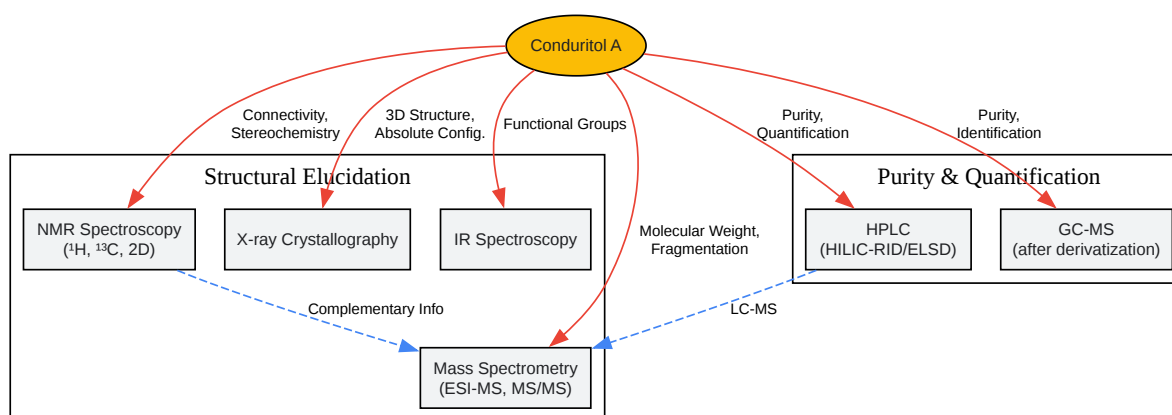 Conduritol A
Connectivity,
Stereochemistry
3D Structure,
Absolute Config.
Functional Groups
Purity,
Quantification
Purity,
Identification
Structural Elucidation
Purity & Quantification
NMR Spectroscopy
(¹H, ¹³C, 2D)
X-ray Crystallography
IR Spectroscopy
Molecular Weight,
Fragmentation
HPLC
(HILIC-RID/ELSD)
GC-MS
(after derivatization)
Complementary Info
LC-MS
Mass Spectrometry
(ESI-MS, MS/MS)